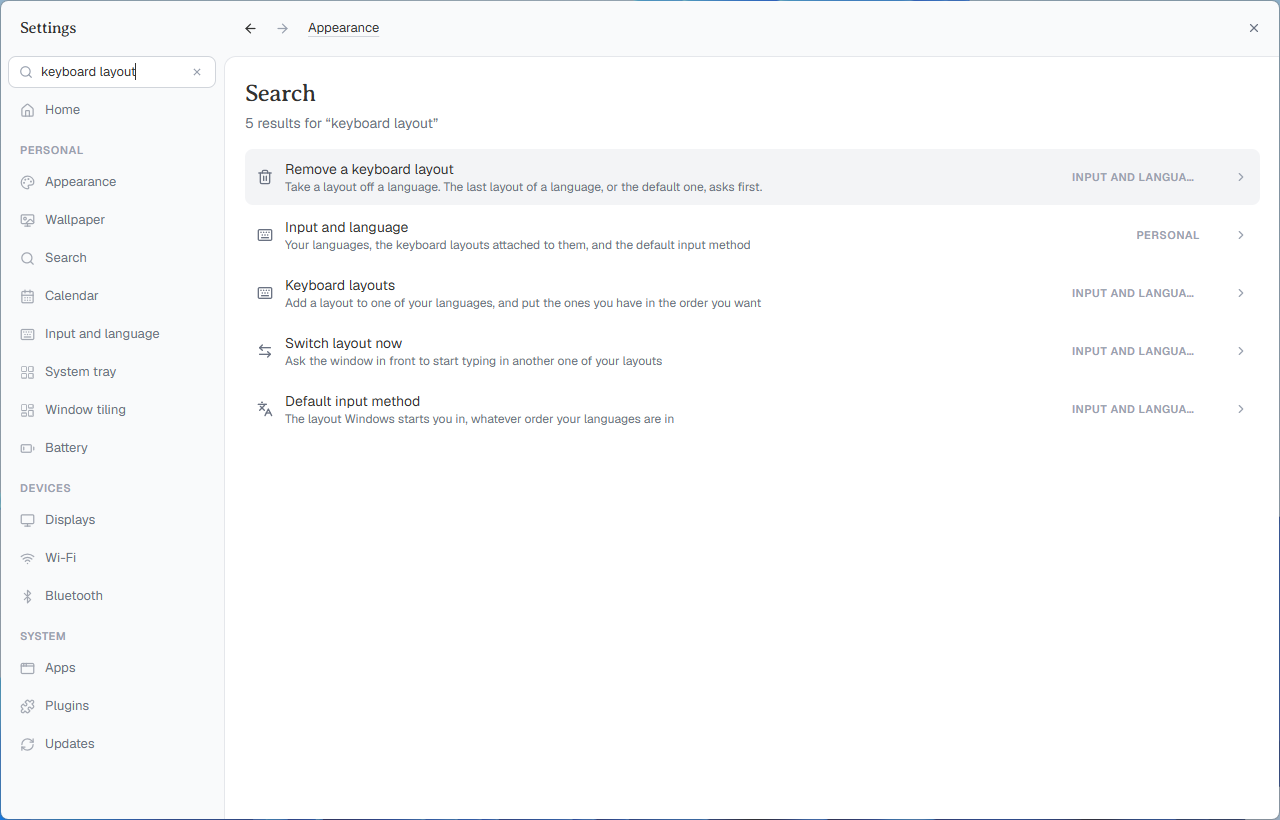 Settings
Appearance
keyboard layout
Home
PERSONAL
Appearance
Wallpaper
Search
Calendar
Input and language
System tray
Window tiling
Battery
DEVICES
Displays
Wi-Fi
Bluetooth
SYSTEM
Apps
Plugins
Updates
Search
5 results for “keyboard layout”
Remove a keyboard layout
Take a layout off a language. The last layout of a language, or the default one, asks first.
INPUT AND LANGUA...
Input and language
Your languages, the keyboard layouts attached to them, and the default input method
PERSONAL
Keyboard layouts
Add a layout to one of your languages, and put the ones you have in the order you want
INPUT AND LANGUA...
Switch layout now
Ask the window in front to start typing in another one of your layouts
INPUT AND LANGUA...
Default input method
The layout Windows starts you in, whatever order your languages are in
INPUT AND LANGUA...